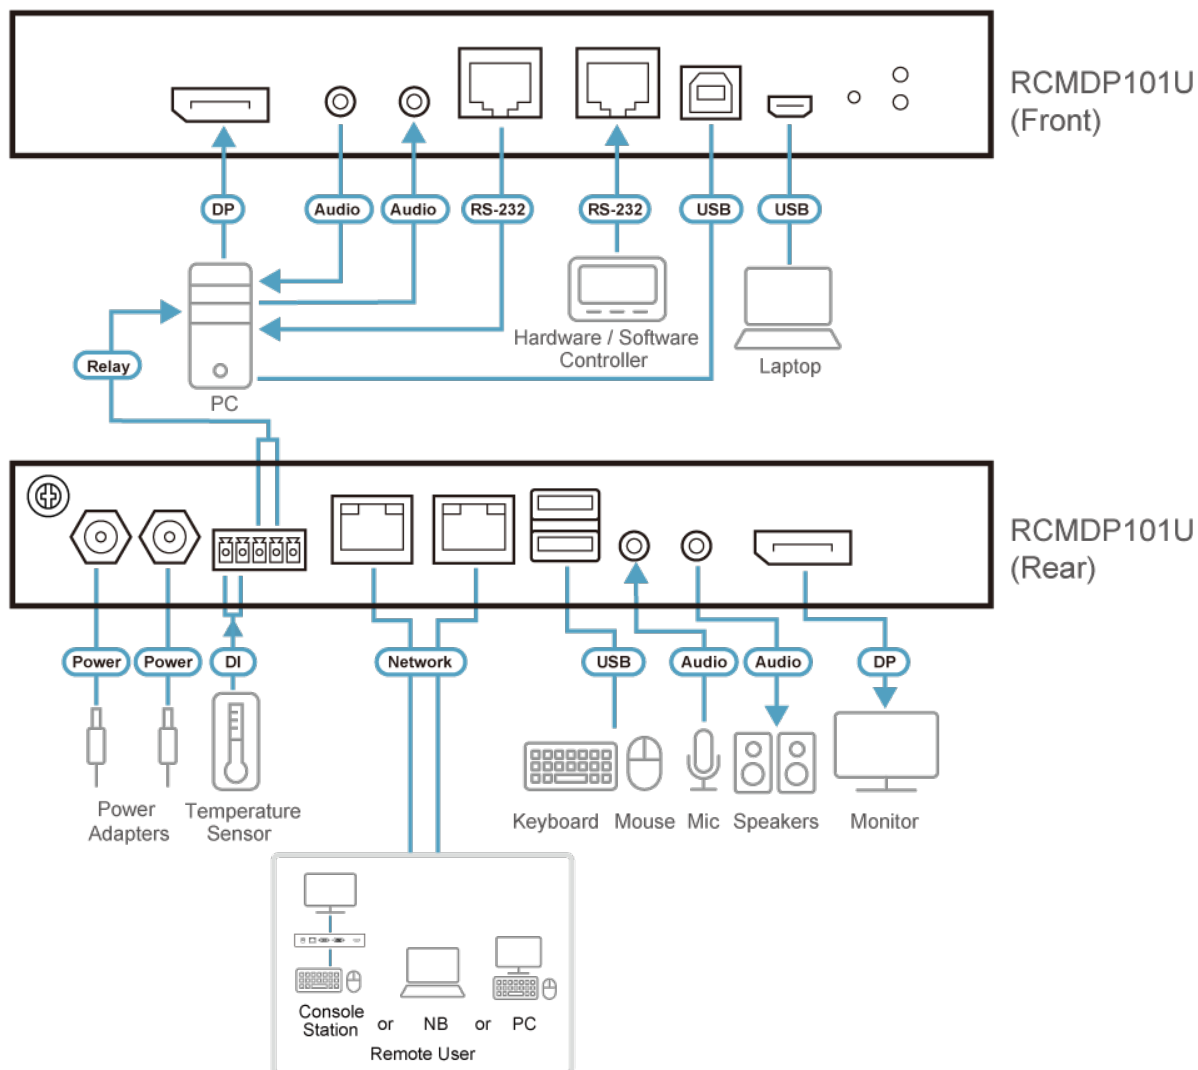 RCMDP101U
(Front)
DP
Audio
Audio
RS-232
RS-232
USB
USB
Hardware / Software
Controller
Laptop
Relay
PC
RCMDP101U
(Rear)
Power
Power
DI
Network
USB
Audio
Audio
DP
Power
Adapters
Temperature
Sensor
Keyboard
Mouse
Mic
Speakers
Monitor
Console
Station
or
NB
or
PC
Remote User